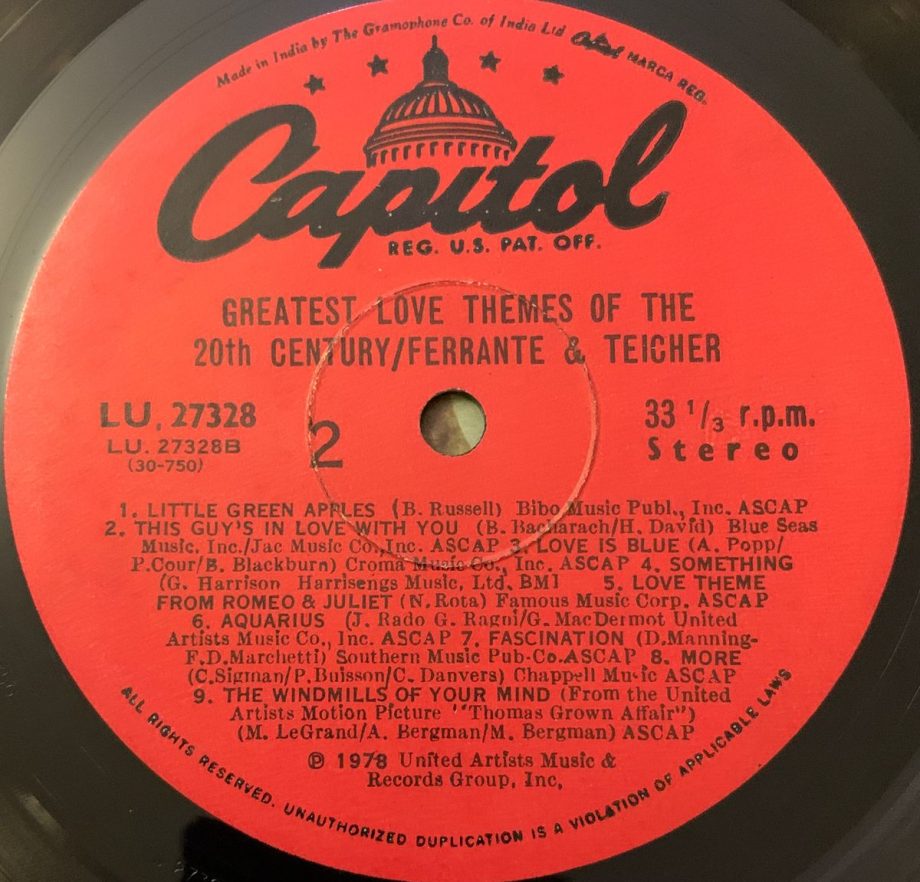 Made in India by The Gramophone Co. of India Ltd Capitol MARCA REG.
Capitol
REG. U.S. PAT. OFF.
GREATEST LOVE THEMES OF THE
20th CENTURY/FERRANTE & TEICHER
LU. 27328
LU. 27328B
(30-750)
2
33 1/3 r.p.m.
Stereo
1. LITTLE GREEN APPLES (B. Russell) Bibo Music Publ., Inc. ASCAP
2. THIS GUY'S IN LOVE WITH YOU (B. Bacharach/H. David) Blue Seas
Music. Inc./Jac Music Co., Inc. ASCAP 3. LOVE IS BLUE (A. Popp/
P.Cour/B. Blackburn) Croma Music Co., Inc. ASCAP 4. SOMETHING
(G. Harrison Harrisengs Music, Ltd. BMI 5. LOVE THEME
FROM ROMEO & JULIET (N. Rota) Famous Music Corp. ASCAP
6. AQUARIUS (J. Rado G. Ragni/G. MacDermot United
Artists Music Co., Inc. ASCAP 7. FASCINATION (D.Manning-
F.D.Marchetti) Southern Music Pub-Co.ASCAP 8. MORE
(C.Sigman/P. Buisson/C. Danvers) Chappell Music ASCAP
9. THE WINDMILLS OF YOUR MIND (From the United
Artists Motion Picture "Thomas Grown Affair")
(M. LeGrand/A. Bergman/M. Bergman) ASCAP
℗ 1978 United Artists Music &
Records Group, Inc,
ALL RIGHTS RESERVED. UNAUTHORIZED DUPLICATION IS A VIOLATION OF APPLICABLE LAWS